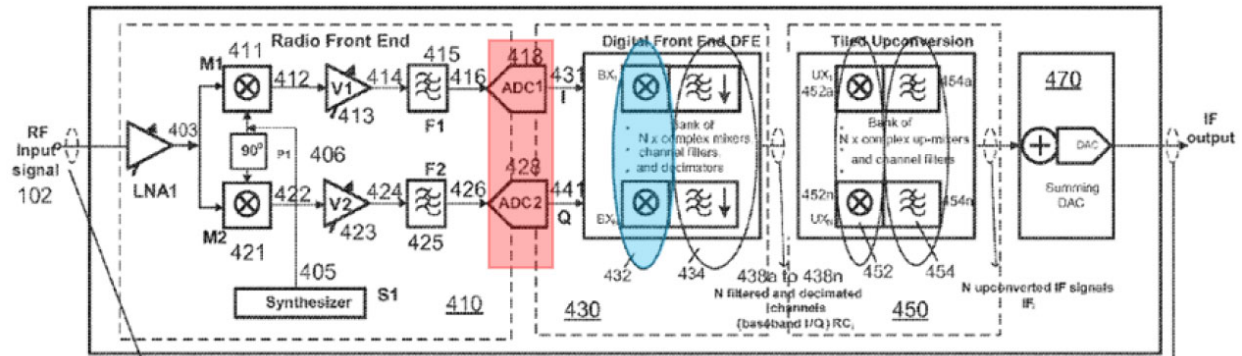 Radio Front End
Digital Front End DFE
Tiled Upconversion
M1
411
412
V1
414
413
415
416
F1
418
ADC1
431
I
BX₁
UX₁
452a
454a
470
RF
Input
signal
102
403
LNA1
90°
P1
406
Bank of
N x complex mixers
channel filters
and decimators
Bank of
N x complex up-mixers
and channel filters
DAC
Summing
DAC
IF
output
M2
421
422
V2
424
423
F2
425
426
428
ADC2
441
Q
452n
454n
405
Synthesizer
S1
410
432
434
430
438a to 438n
N filtered and decimated
channels
(baseband I/Q) RCᵢ
452
454
450
N upconverted IF signals
IFᵢ